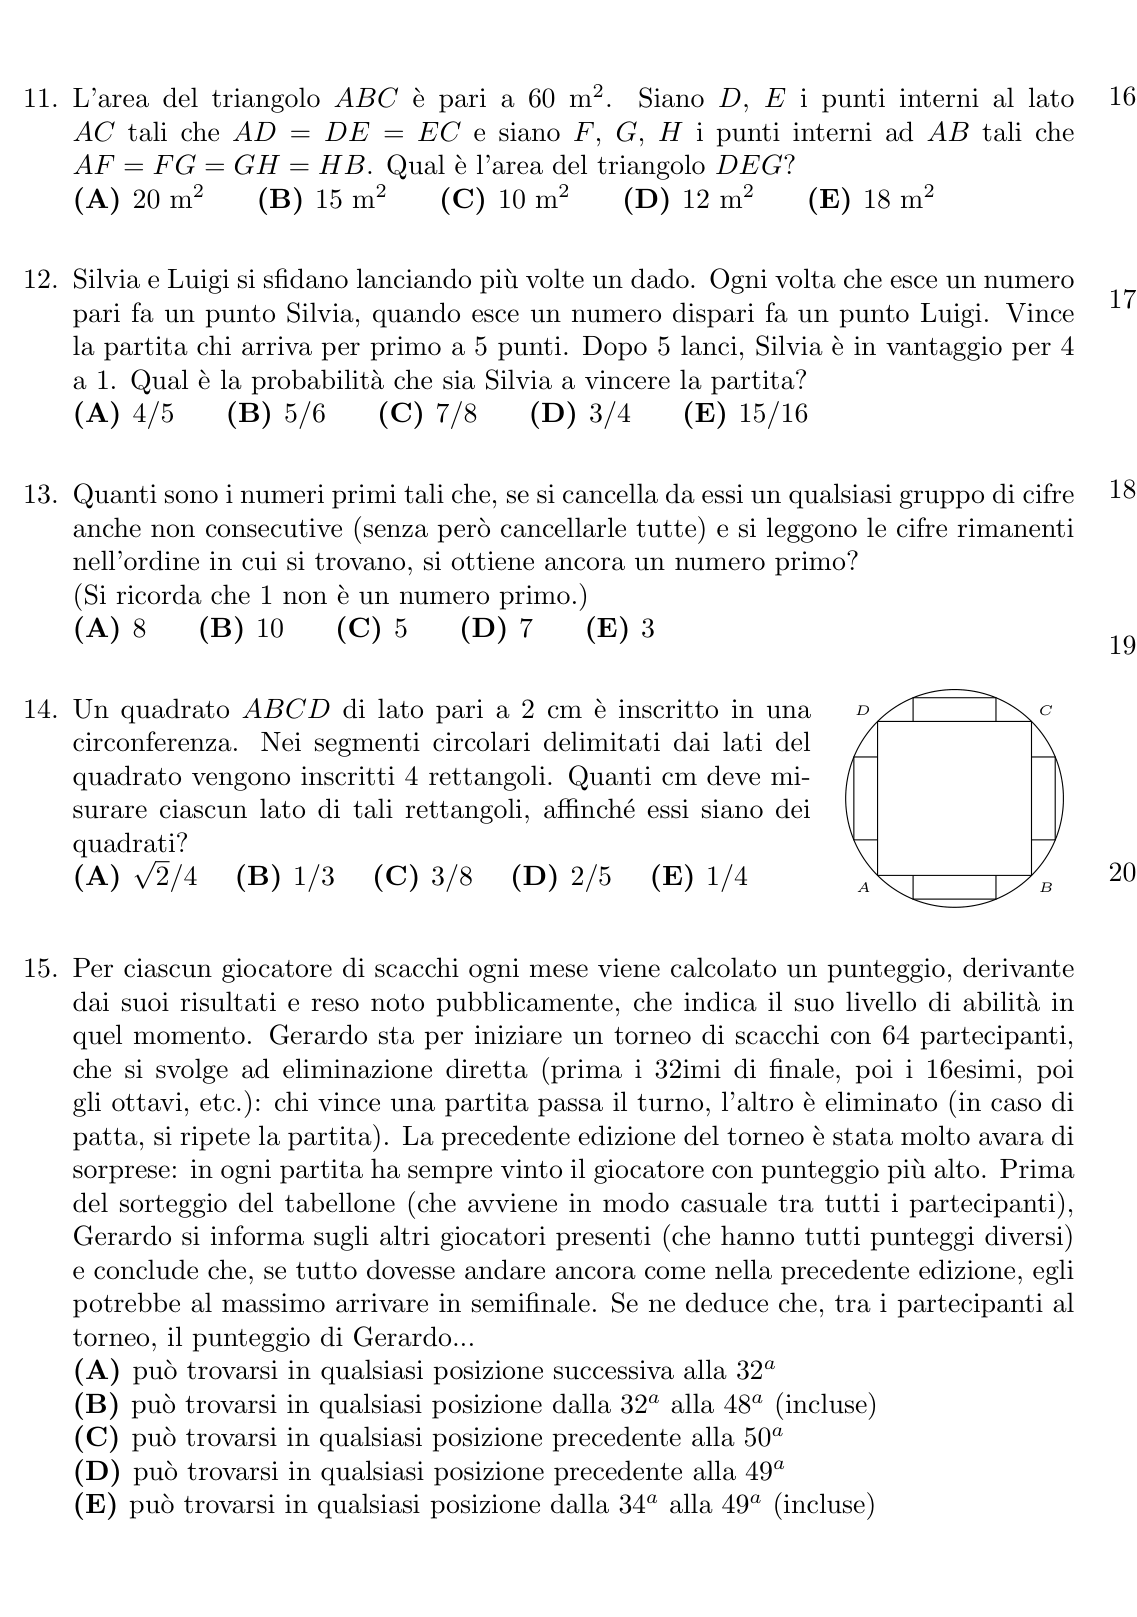 11. L'area del triangolo ABC è pari a 60 m². Siano D, E i punti interni al lato
AC tali che AD = DE = EC e siano F, G, H i punti interni ad AB tali che
AF = FG = GH = HB. Qual è l'area del triangolo DEG?
(A) 20 m² (B) 15 m² (C) 10 m² (D) 12 m² (E) 18 m²
12. Silvia e Luigi si sfidano lanciando più volte un dado. Ogni volta che esce un numero
pari fa un punto Silvia, quando esce un numero dispari fa un punto Luigi. Vince
la partita chi arriva per primo a 5 punti. Dopo 5 lanci, Silvia è in vantaggio per 4
a 1. Qual è la probabilità che sia Silvia a vincere la partita?
(A) 4/5 (B) 5/6 (C) 7/8 (D) 3/4 (E) 15/16
13. Quanti sono i numeri primi tali che, se si cancella da essi un qualsiasi gruppo di cifre
anche non consecutive (senza però cancellarle tutte) e si leggono le cifre rimanenti
nell'ordine in cui si trovano, si ottiene ancora un numero primo?
(Si ricorda che 1 non è un numero primo.)
(A) 8 (B) 10 (C) 5 (D) 7 (E) 3
14. Un quadrato ABCD di lato pari a 2 cm è inscritto in una
circonferenza. Nei segmenti circolari delimitati dai lati del
quadrato vengono inscritti 4 rettangoli. Quanti cm deve mi-
surare ciascun lato di tali rettangoli, affinché essi siano dei
quadrati?
(A) √2/4 (B) 1/3 (C) 3/8 (D) 2/5 (E) 1/4
D C
A B
15. Per ciascun giocatore di scacchi ogni mese viene calcolato un punteggio, derivante
dai suoi risultati e reso noto pubblicamente, che indica il suo livello di abilità in
quel momento. Gerardo sta per iniziare un torneo di scacchi con 64 partecipanti,
che si svolge ad eliminazione diretta (prima i 32imi di finale, poi i 16esimi, poi
gli ottavi, etc.): chi vince una partita passa il turno, l'altro è eliminato (in caso di
patta, si ripete la partita). La precedente edizione del torneo è stata molto avara di
sorprese: in ogni partita ha sempre vinto il giocatore con punteggio più alto. Prima
del sorteggio del tabellone (che avviene in modo casuale tra tutti i partecipanti),
Gerardo si informa sugli altri giocatori presenti (che hanno tutti punteggi diversi)
e conclude che, se tutto dovesse andare ancora come nella precedente edizione, egli
potrebbe al massimo arrivare in semifinale. Se ne deduce che, tra i partecipanti al
torneo, il punteggio di Gerardo...
(A) può trovarsi in qualsiasi posizione successiva alla 32ª
(B) può trovarsi in qualsiasi posizione dalla 32ª alla 48ª (incluse)
(C) può trovarsi in qualsiasi posizione precedente alla 50ª
(D) può trovarsi in qualsiasi posizione precedente alla 49ª
(E) può trovarsi in qualsiasi posizione dalla 34ª alla 49ª (incluse)
16
17
18
19
20